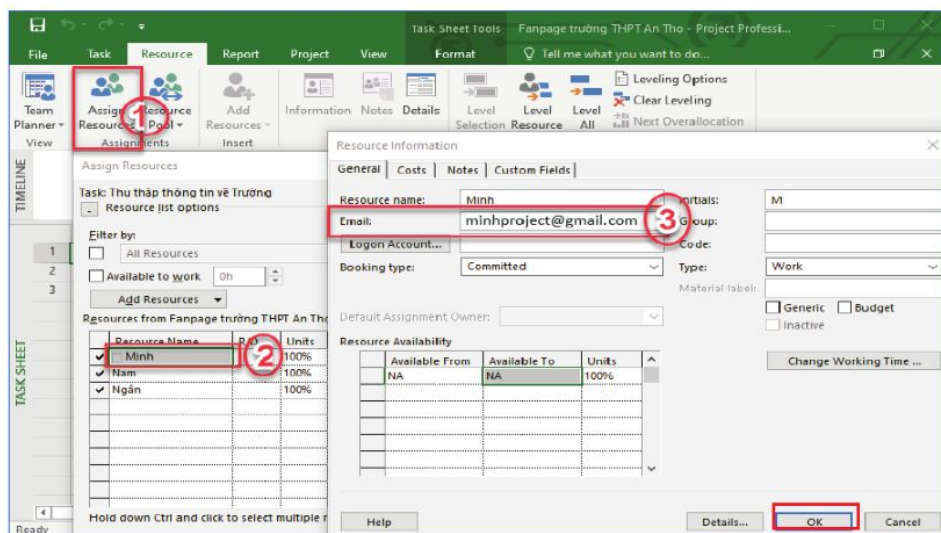 Task Sheet Tools Fanpage trường THPT An Tho - Project Professi...
File Task Resource Report Project View Format Tell me what you want to do...
Team Planner
Assign Resources
Resource Pool
Add Resources
Information
Notes
Details
Level Selection
Level Resource
Level All
Leveling Options
Clear Leveling
Next Overallocation
View Assignments Insert
1
TIMELINE
Assign Resources
Task: Thu thập thông tin về Trường
- Resource list options
Filter by:
All Resources
Available to work 0h
Add Resources
Resources from Fanpage trường THPT An Tho
Resource Name R/D Units
Minh 100%
Nam 100%
Ngân 100%
2
Hold down Ctrl and click to select multiple r
1
2
3
TASK SHEET
Ready
Resource Information
General Costs Notes Custom Fields
Resource name: Minh Initials: M
Email: minhproject@gmail.com 3 Group:
Logon Account... Code:
Booking type: Committed Type: Work
Material label:
Default Assignment Owner:
Generic Budget
Inactive
Resource Availability
Change Working Time ...
Available From Available To Units
NA NA 100%
Help Details... OK Cancel